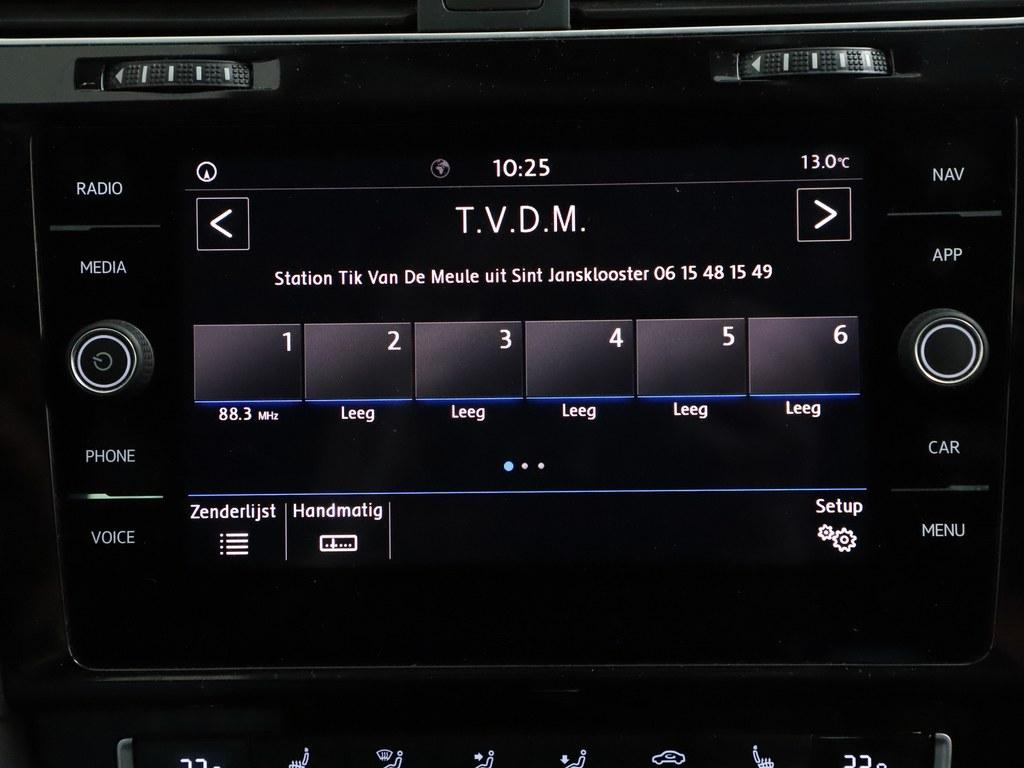 10:25
13.0°C
RADIO
NAV
T.V.D.M.
MEDIA
APP
Station Tik Van De Meule uit Sint Jansklooster 06 15 48 15 49
1 2 3 4 5 6
88.3 MHz Leeg Leeg Leeg Leeg Leeg
PHONE
CAR
Zenderlijst Handmatig Setup
VOICE
MENU